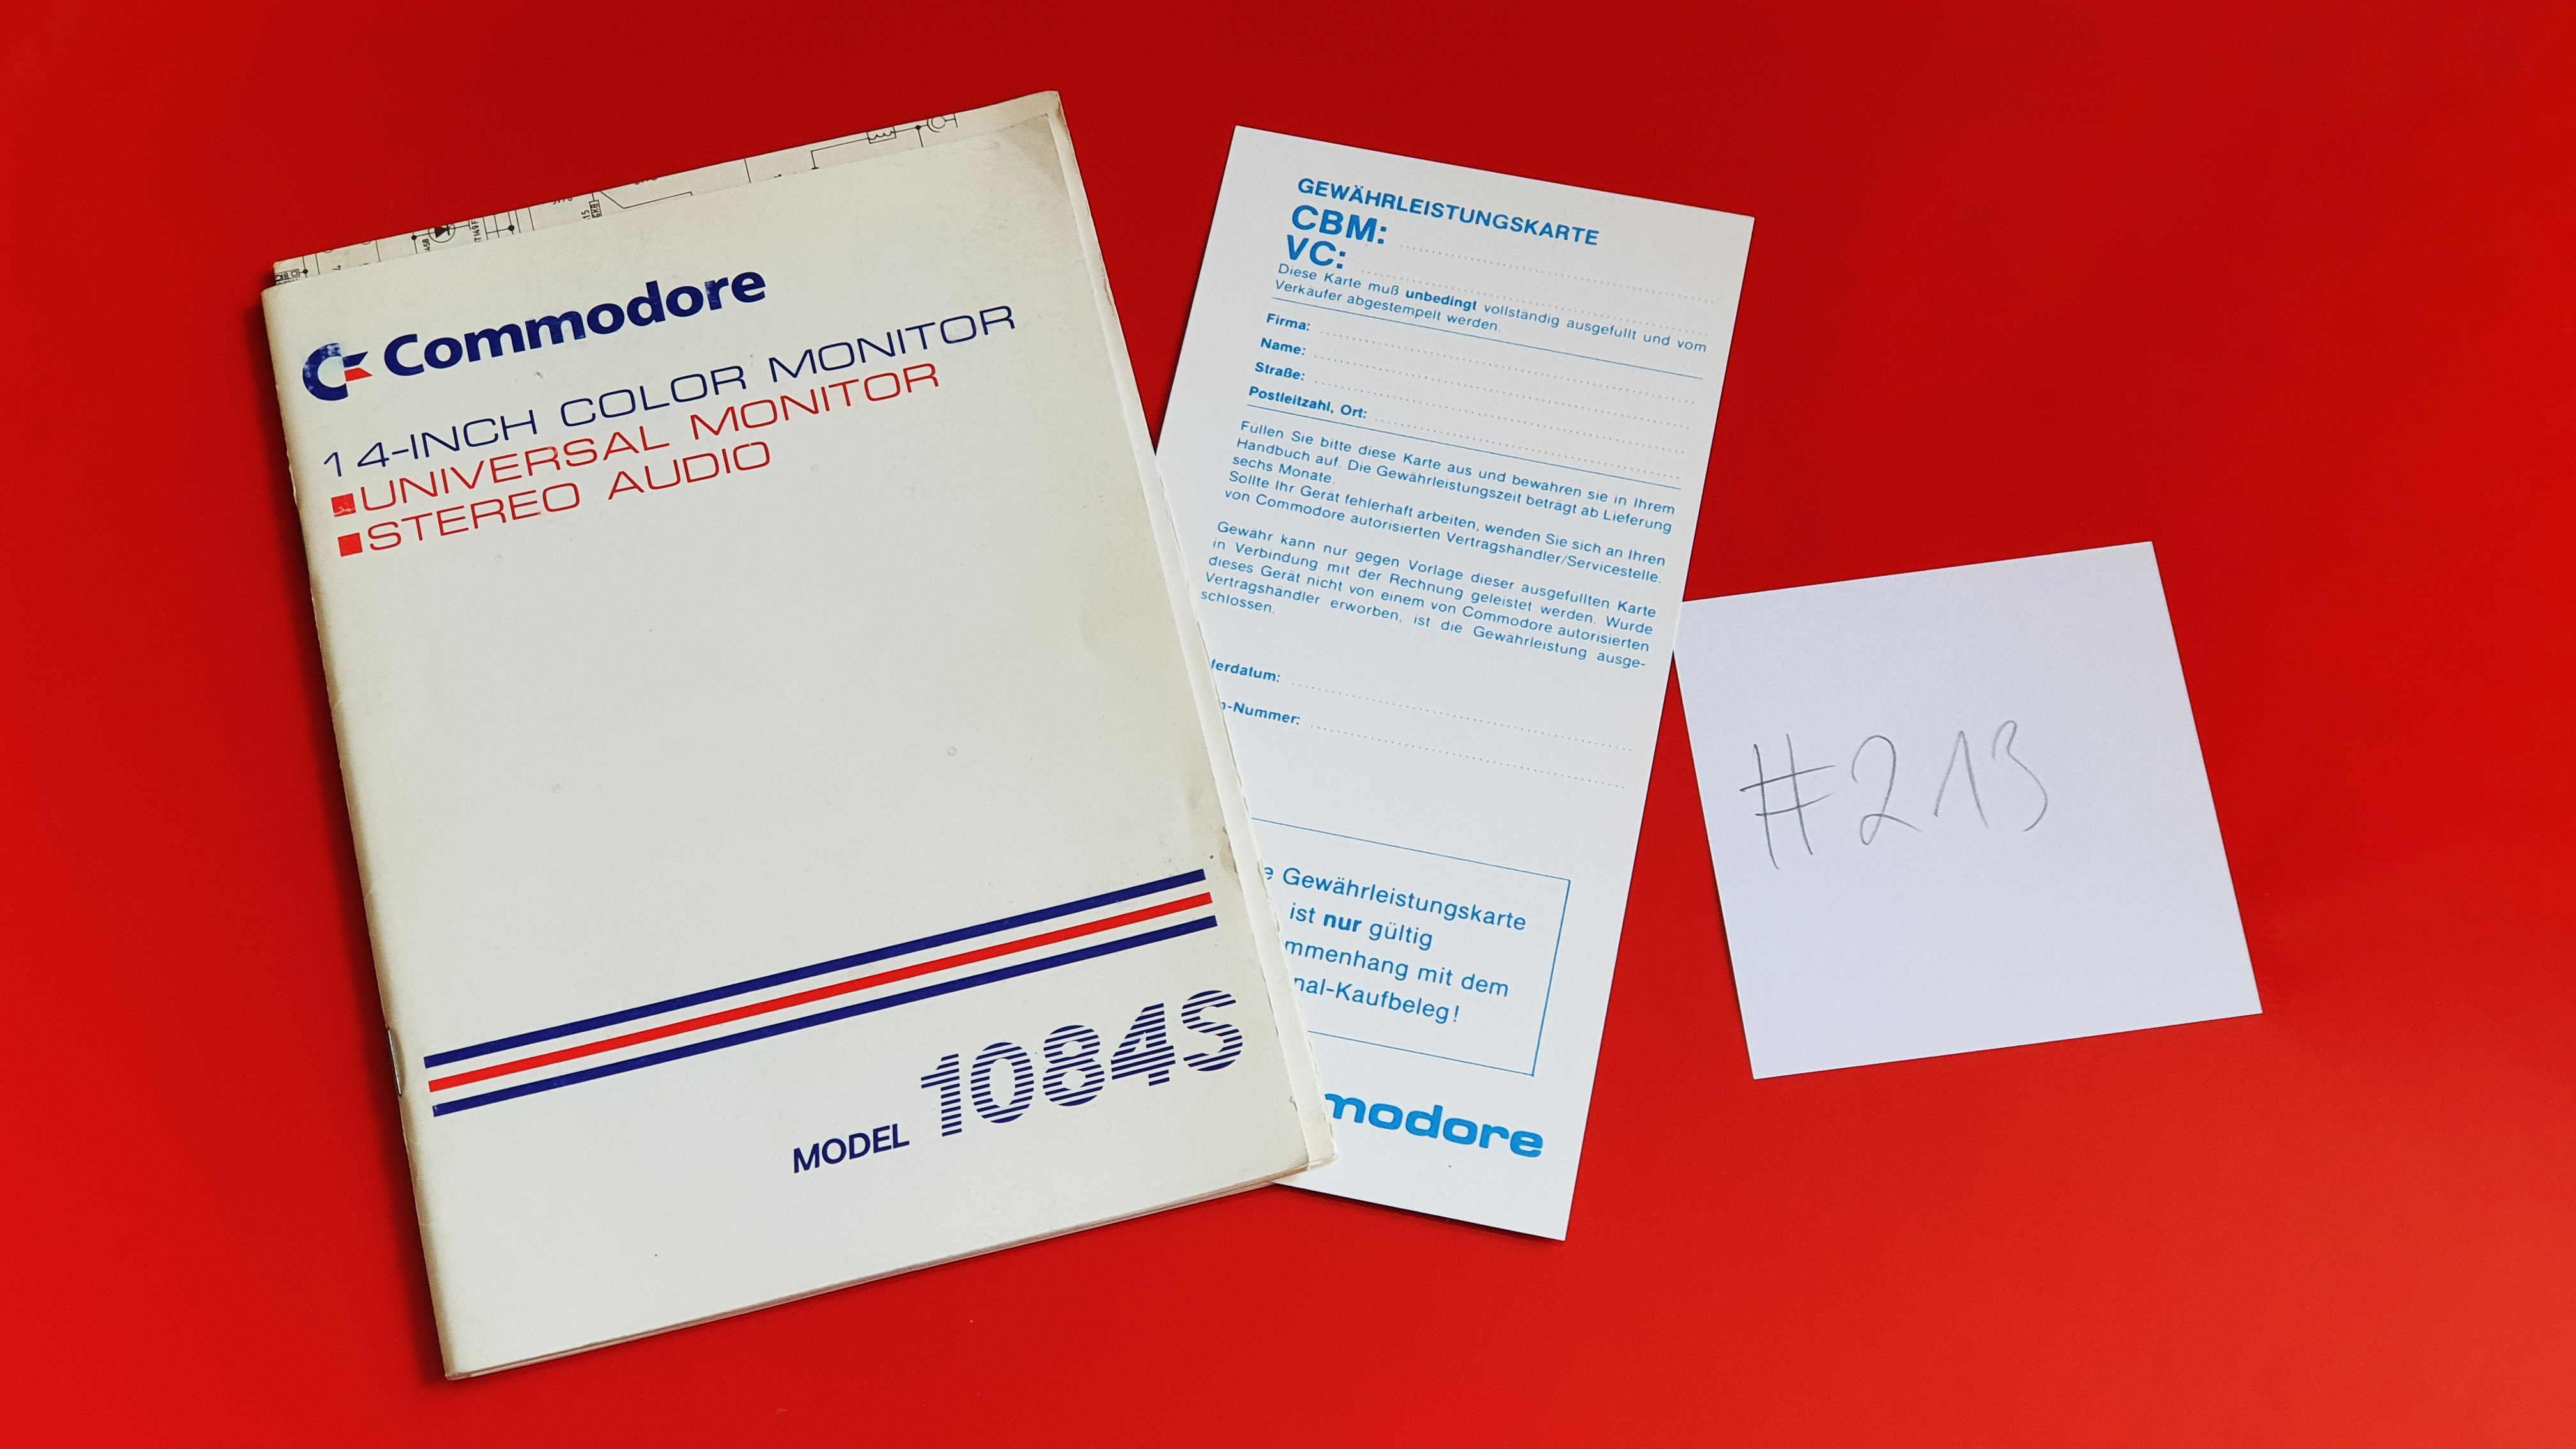 Commodore
14-INCH COLOR MONITOR
UNIVERSAL MONITOR
STEREO AUDIO
MODEL 1084S
GEWÄHRLEISTUNGSKARTE
CBM:
VC:
Diese Karte muß unbedingt vollständig ausgefullt und vom
Verkäufer abgestempelt werden.
Firma:
Name:
Straße:
Postleitzahl, Ort:
Füllen Sie bitte diese Karte aus und bewahren sie in Ihrem
Handbuch auf. Die Gewährleistungszeit beträgt ab Lieferung
sechs Monate.
Sollte Ihr Gerät fehlerhaft arbeiten, wenden Sie sich an Ihren
von Commodore autorisierten Vertragshändler/Servicestelle.
Gewähr kann nur gegen Vorlage dieser ausgefullten Karte
in Verbindung mit der Rechnung geleistet werden. Wurde
dieses Gerät nicht von einem von Commodore autorisierten
Vertragshändler erworben, ist die Gewährleistung ausge-
schlossen.
ferdatum:
-Nummer:
e Gewährleistungskarte
ist nur gültig
mmenhang mit dem
nal-Kaufbeleg!
modore
#213